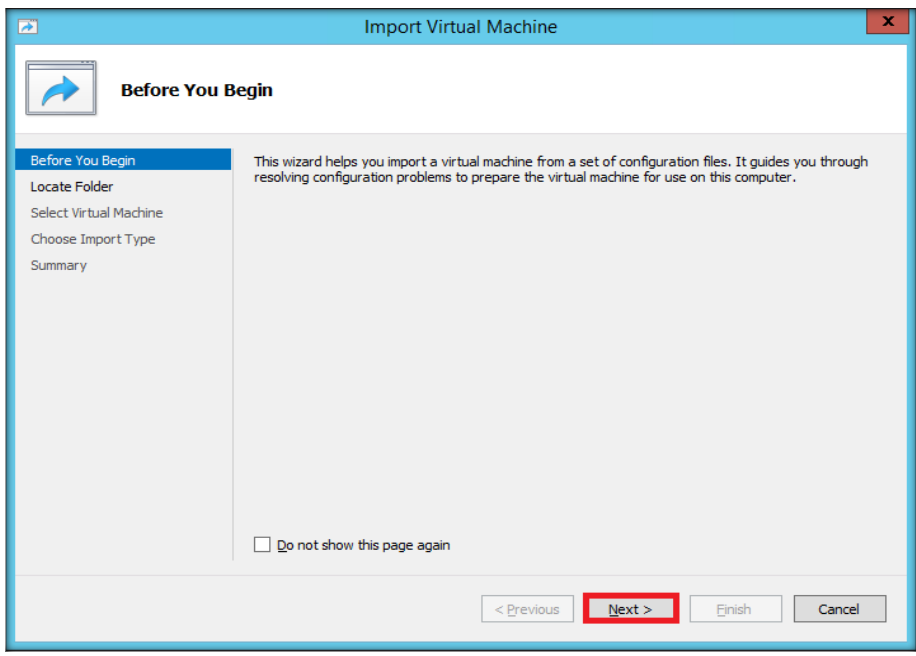 Import Virtual Machine
x
Before You Begin
Before You Begin
Locate Folder
Select Virtual Machine
Choose Import Type
Summary
This wizard helps you import a virtual machine from a set of configuration files. It guides you through
resolving configuration problems to prepare the virtual machine for use on this computer.
Do not show this page again
< Previous
Next >
Finish
Cancel